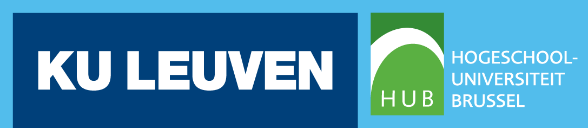 KU LEUVEN
HUB
HOGESCHOOL-
UNIVERSITEIT
BRUSSEL